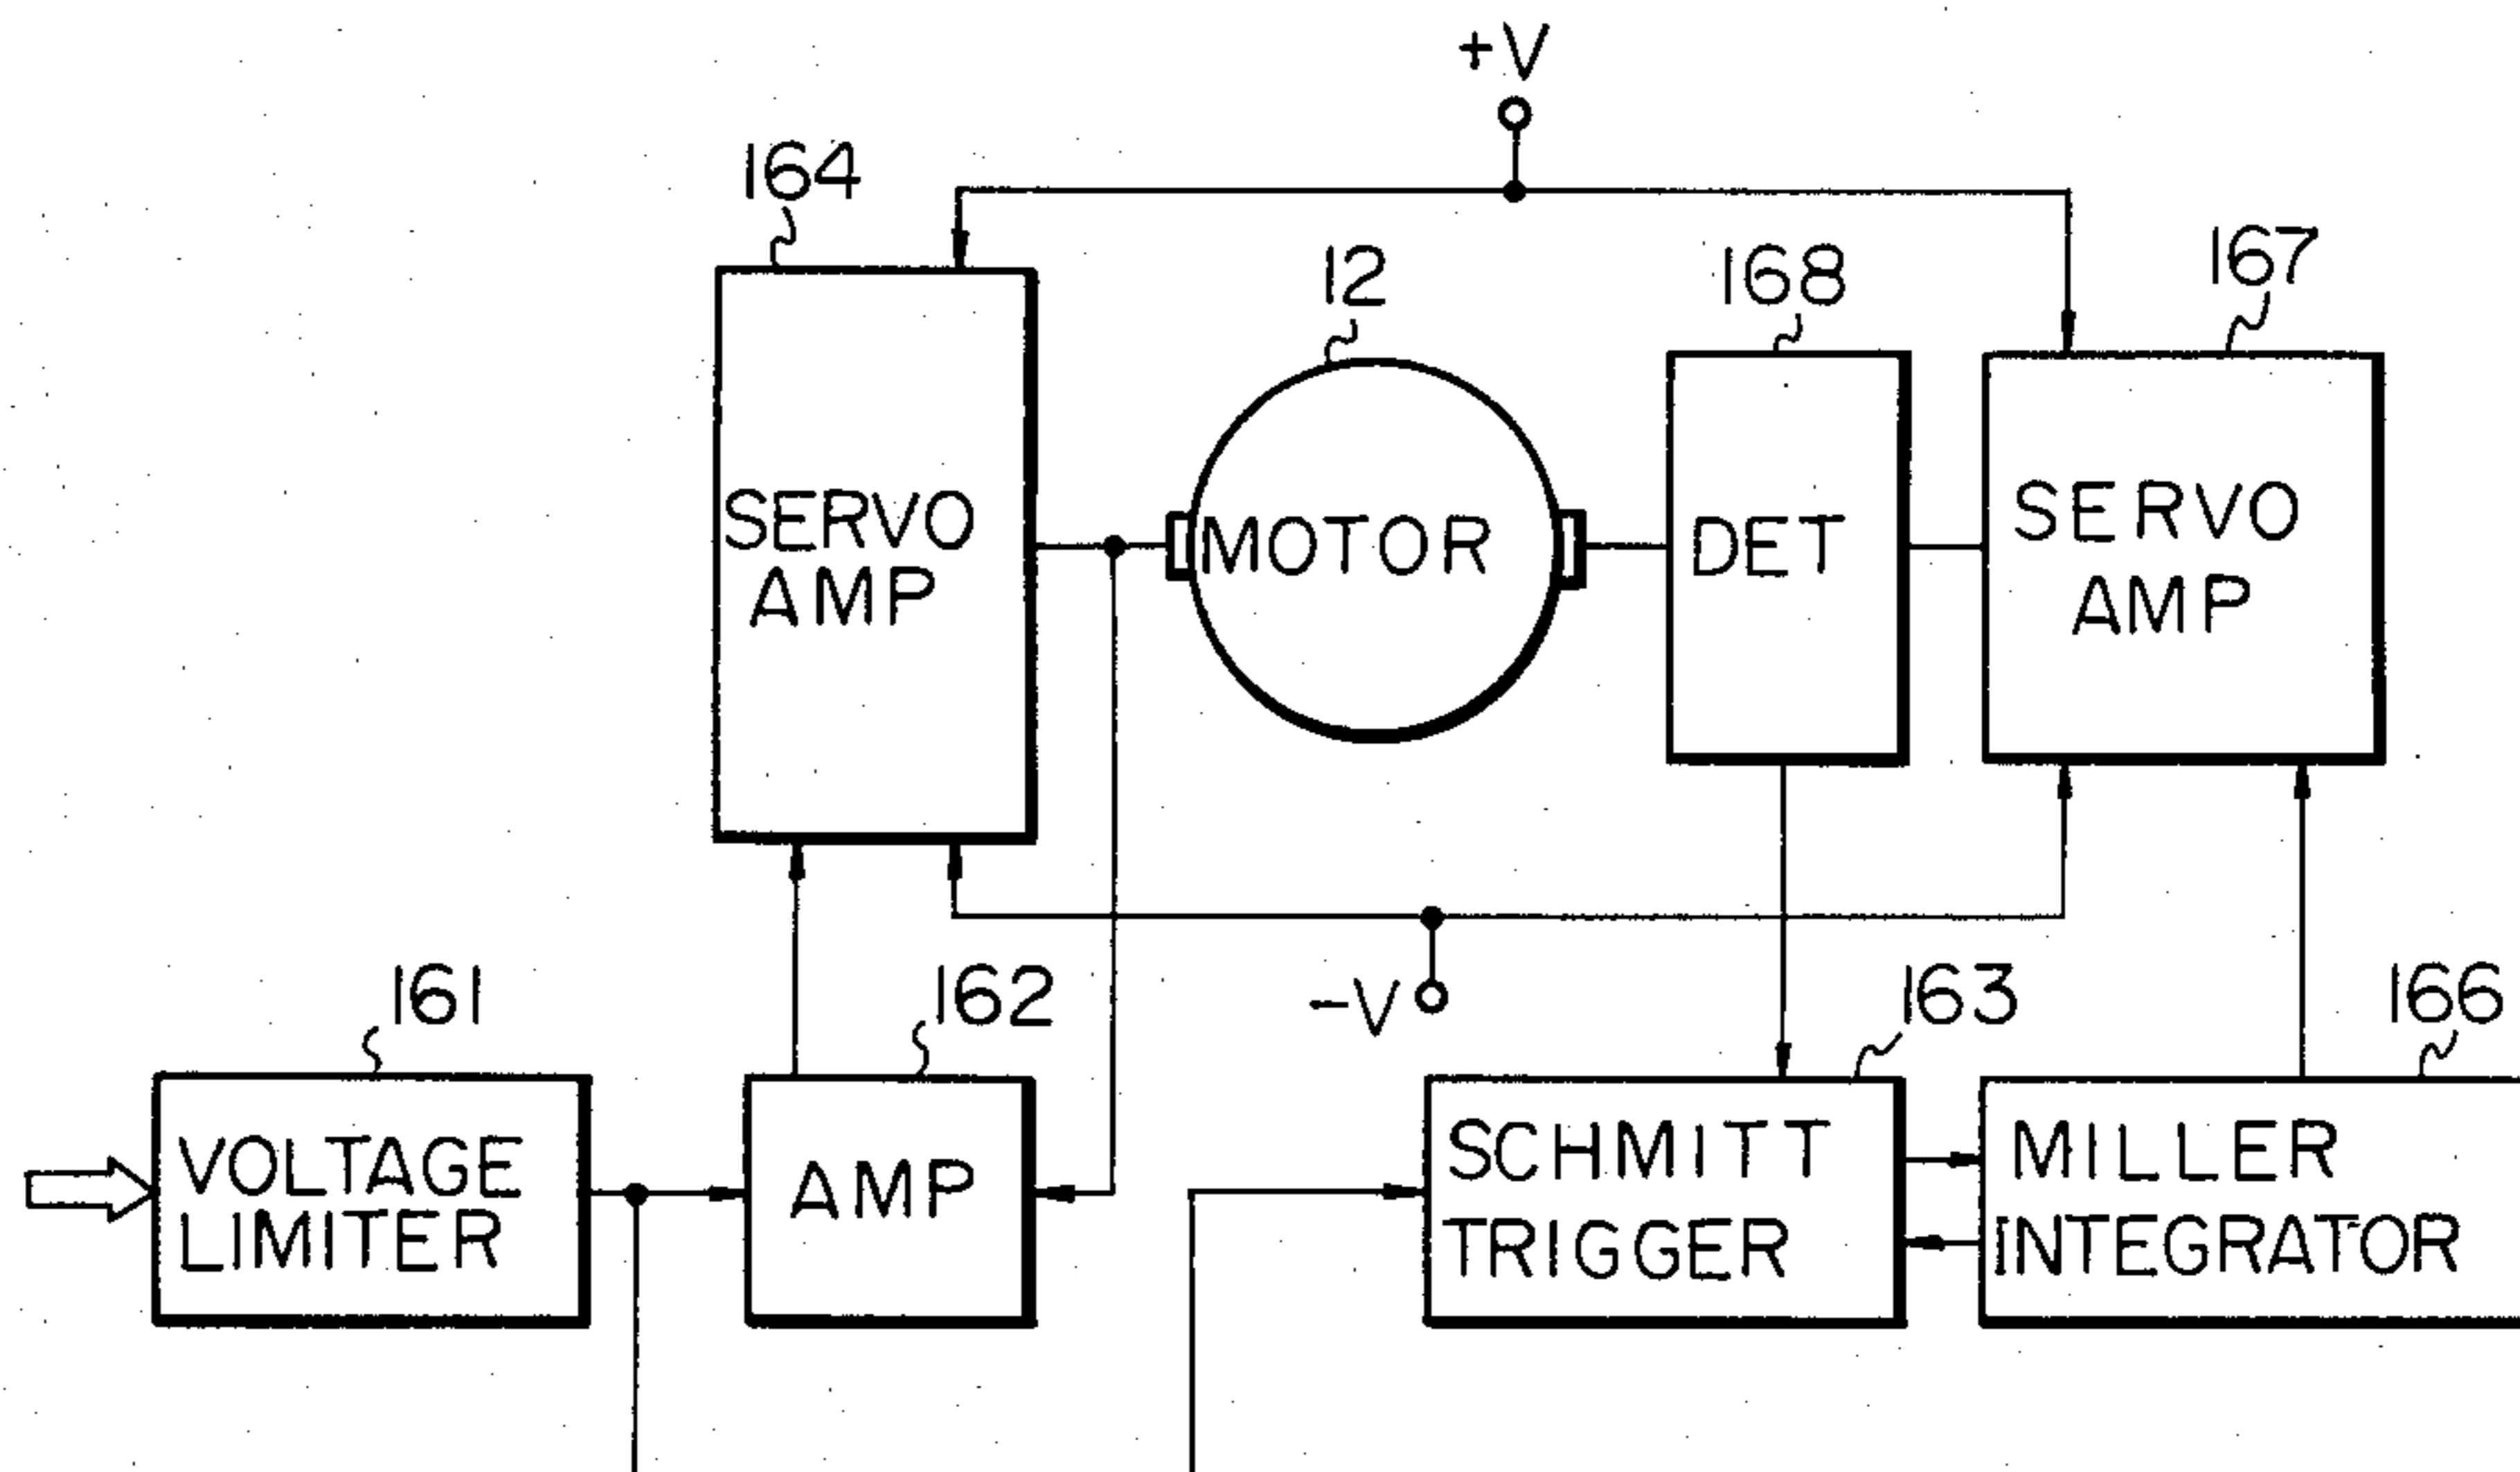 +V
164
12
168
167
SERVO
AMP
MOTOR
DET
SERVO
AMP
-V
161
162
163
166
VOLTAGE
LIMITER
AMP
SCHMITT
TRIGGER
MILLER
INTEGRATOR